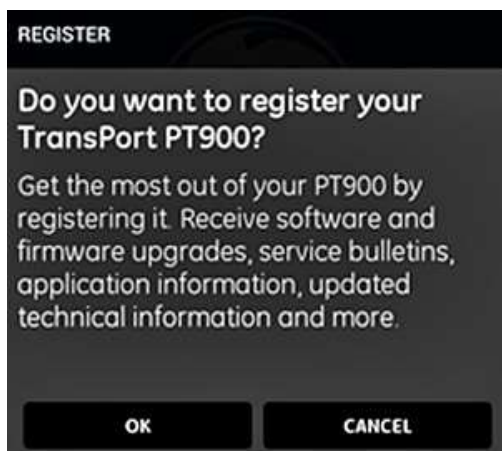 REGISTER
Do you want to register your
TransPort PT900?
Get the most out of your PT900 by
registering it. Receive software and
firmware upgrades, service bulletins,
application information, updated
technical information and more.
OK
CANCEL